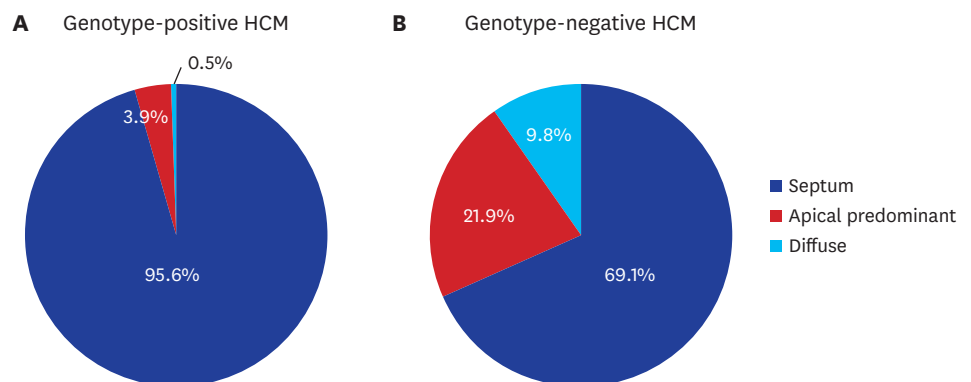 A Genotype-positive HCM
0.5%
3.9%
95.6%
B Genotype-negative HCM
9.8%
21.9%
69.1%
Septum
Apical predominant
Diffuse